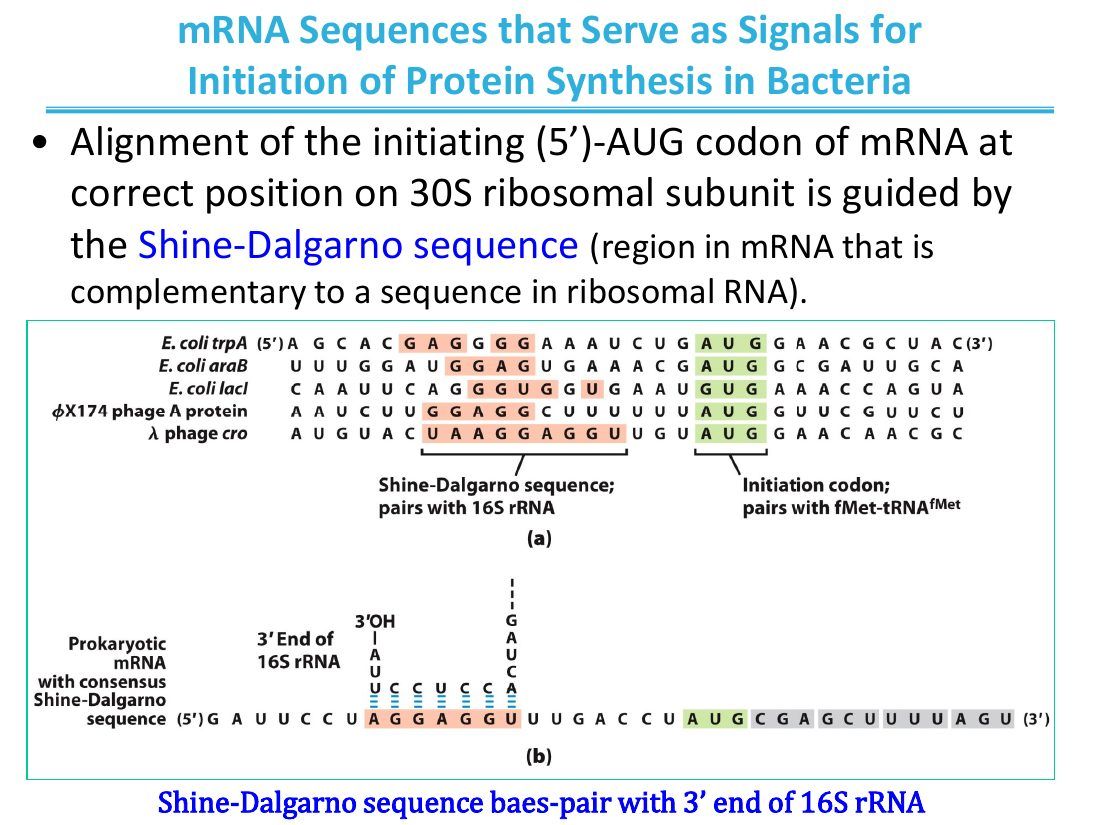 mRNA Sequences that Serve as Signals for
Initiation of Protein Synthesis in Bacteria
• Alignment of the initiating (5’)-AUG codon of mRNA at
correct position on 30S ribosomal subunit is guided by
the Shine-Dalgarno sequence (region in mRNA that is
complementary to a sequence in ribosomal RNA).
E. coli trpA (5′) A G C A C G A G G G G A A A U C U G A U G G A A C G C U A C (3′)
E. coli araB U U U G G A U G G A G U G A A A C G A U G G C G A U U G C A
E. coli lacI C A A U U C A G G G U G G U G A A U G U G A A A C C A G U A
ϕX174 phage A protein A A U C U U G G A G G C U U U U U U A U G G U U C G U U C U
λ phage cro A U G U A C U A A G G A G G U U G U A U G G A A C A A C G C
Shine-Dalgarno sequence;
pairs with 16S rRNA
Initiation codon;
pairs with fMet-tRNAfMet
(a)
3′OH
A
U
U C C U C C A
C
U
A
G
3′ End of
16S rRNA
Prokaryotic
mRNA
with consensus
Shine-Dalgarno
sequence (5′) G A U U C C U A G G A G G U U U G A C C U A U G C G A G C U U U U A G U (3′)
(b)
Shine-Dalgarno sequence baes-pair with 3’ end of 16S rRNA